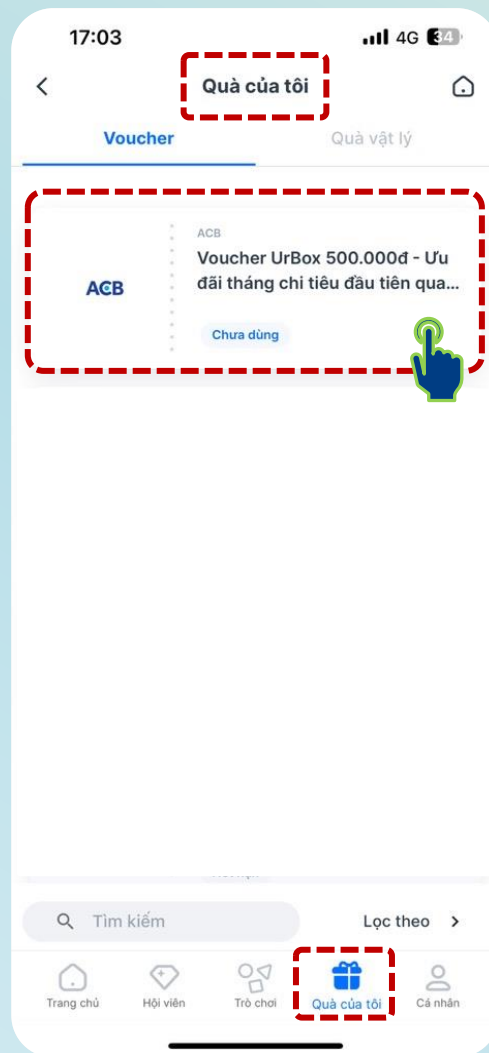 17:03
4G 34
Quà của tôi
Voucher
Quà vật lý
ACB
ACB
Voucher UrBox 500.000đ - Ưu
đãi tháng chi tiêu đầu tiên qua...
Chưa dùng
Tìm kiếm
Lọc theo
Trang chủ
Hội viên
Trò chơi
Quà của tôi
Cá nhân